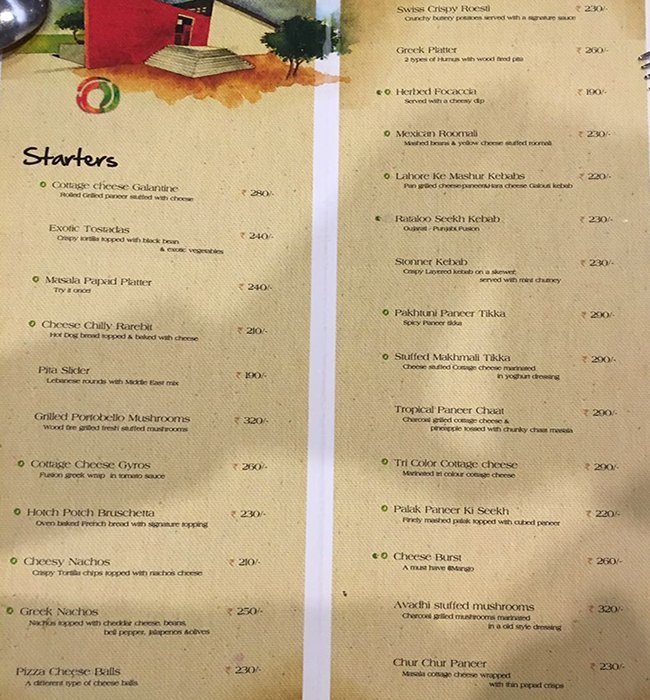 Starters
Cottage cheese Galantine ₹ 280/-
Rolled Grilled paneer stuffed with cheese
Exotic Tostadas ₹ 240/-
Crispy tortilla topped with black bean
& exotic vegetables
Masala Papad Platter ₹ 240/-
Try it once!
Cheese Chilly Rarebit ₹ 210/-
Hot Dog bread topped & baked with cheese
Pita Slider ₹ 190/-
Lebanese rounds with Middle East mix
Grilled Portobello Mushrooms ₹ 320/-
Wood fire grilled fresh stuffed mushrooms
Cottage Cheese Gyros ₹ 260/-
Fusion greek wrap in tomato sauce
Hotch Potch Bruschetta ₹ 230/-
Oven baked French bread with signature topping
Cheesy Nachos ₹ 210/-
Crispy Tortilla chips topped with nachos cheese
Greek Nachos ₹ 250/-
Nachos topped with cheddar cheese, beans,
bell pepper, jalapenos &olives
Pizza Cheese Balls ₹ 230/-
A different type of cheese balls
Swiss Crispy Roesti ₹ 230/-
Crunchy buttery potatoes served with a signature sauce
Greek Platter ₹ 260/-
2 types of Humus with wood fired pita
Herbed Focaccia ₹ 190/-
Served with a cheesy dip
Mexican Roomali ₹ 230/-
Mashed beans & yellow cheese stuffed roomali
Lahore Ke Mashur Kebabs ₹ 220/-
Pan grilled cheese,paneer&Hara cheese Galouti kebab
Rataloo Seekh Kebab ₹ 230/-
Gujarati - Punjabi Fusion
Stonner Kebab ₹ 230/-
Crispy Layered kebab on a skewer,
served with mint chutney
Pakhtuni Paneer Tikka ₹ 290/-
Spicy Paneer tikka
Stuffed Makhmali Tikka ₹ 290/-
Cheese stuffed Cottage cheese marinated
in yoghurt dressing
Tropical Paneer Chaat ₹ 290/-
Charcoal grilled cottage cheese &
pineapple tossed with chunky chaat masala
Tri Color Cottage cheese ₹ 290/-
Marinated tri colour cottage cheese
Palak Paneer Ki Seekh ₹ 220/-
Finely mashed palak topped with cubed paneer
Cheese Burst ₹ 260/-
A must have @Mango
Avadhi stuffed mushrooms ₹ 320/-
Charcoal grilled mushrooms marinated
in a old style dressing
Chur Chur Paneer ₹ 230/-
Masala cottage cheese wrapped
with thin papad crisps